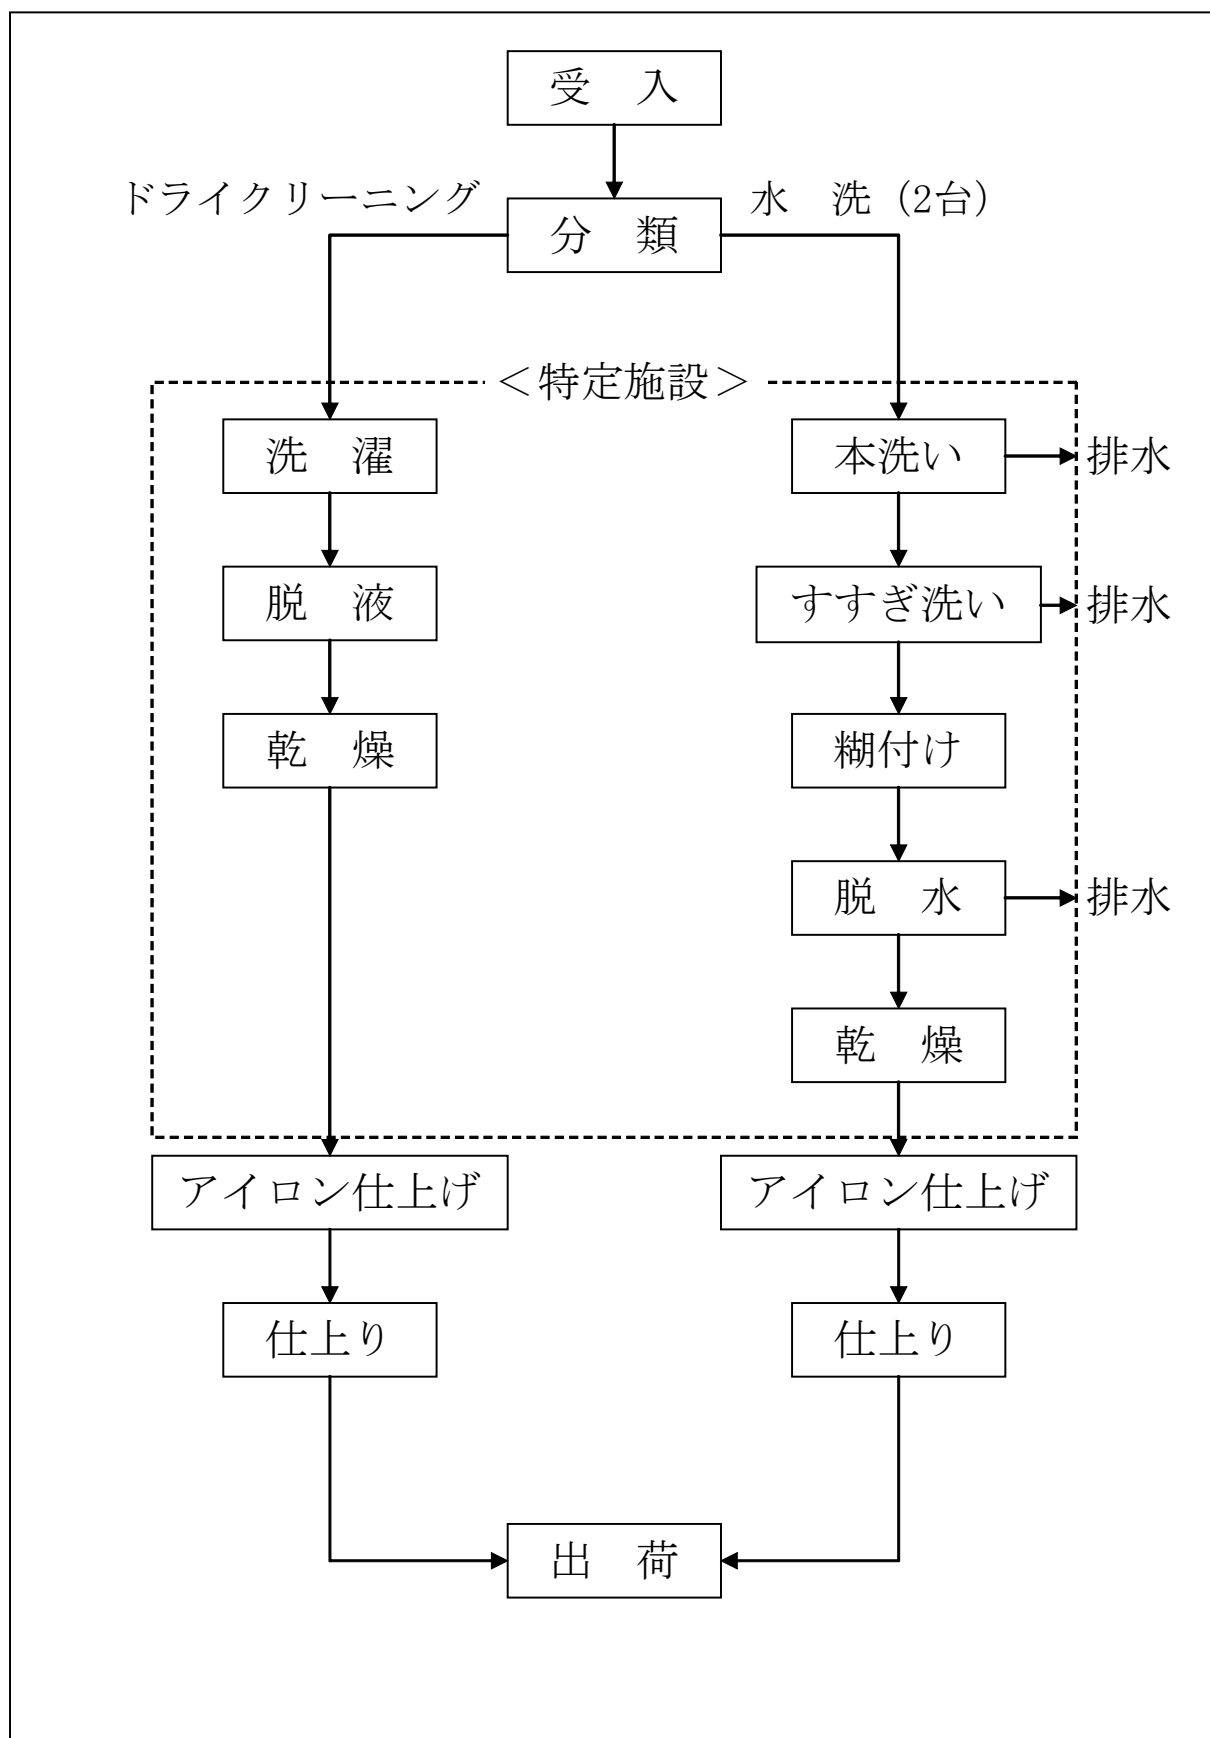 受　入
ドライクリーニング
水　洗（2台）
分　類
＜特定施設＞
洗　濯
本洗い
排水
脱　液
すすぎ洗い
排水
乾　燥
糊付け
脱　水
排水
乾　燥
アイロン仕上げ
アイロン仕上げ
仕上り
仕上り
出　荷